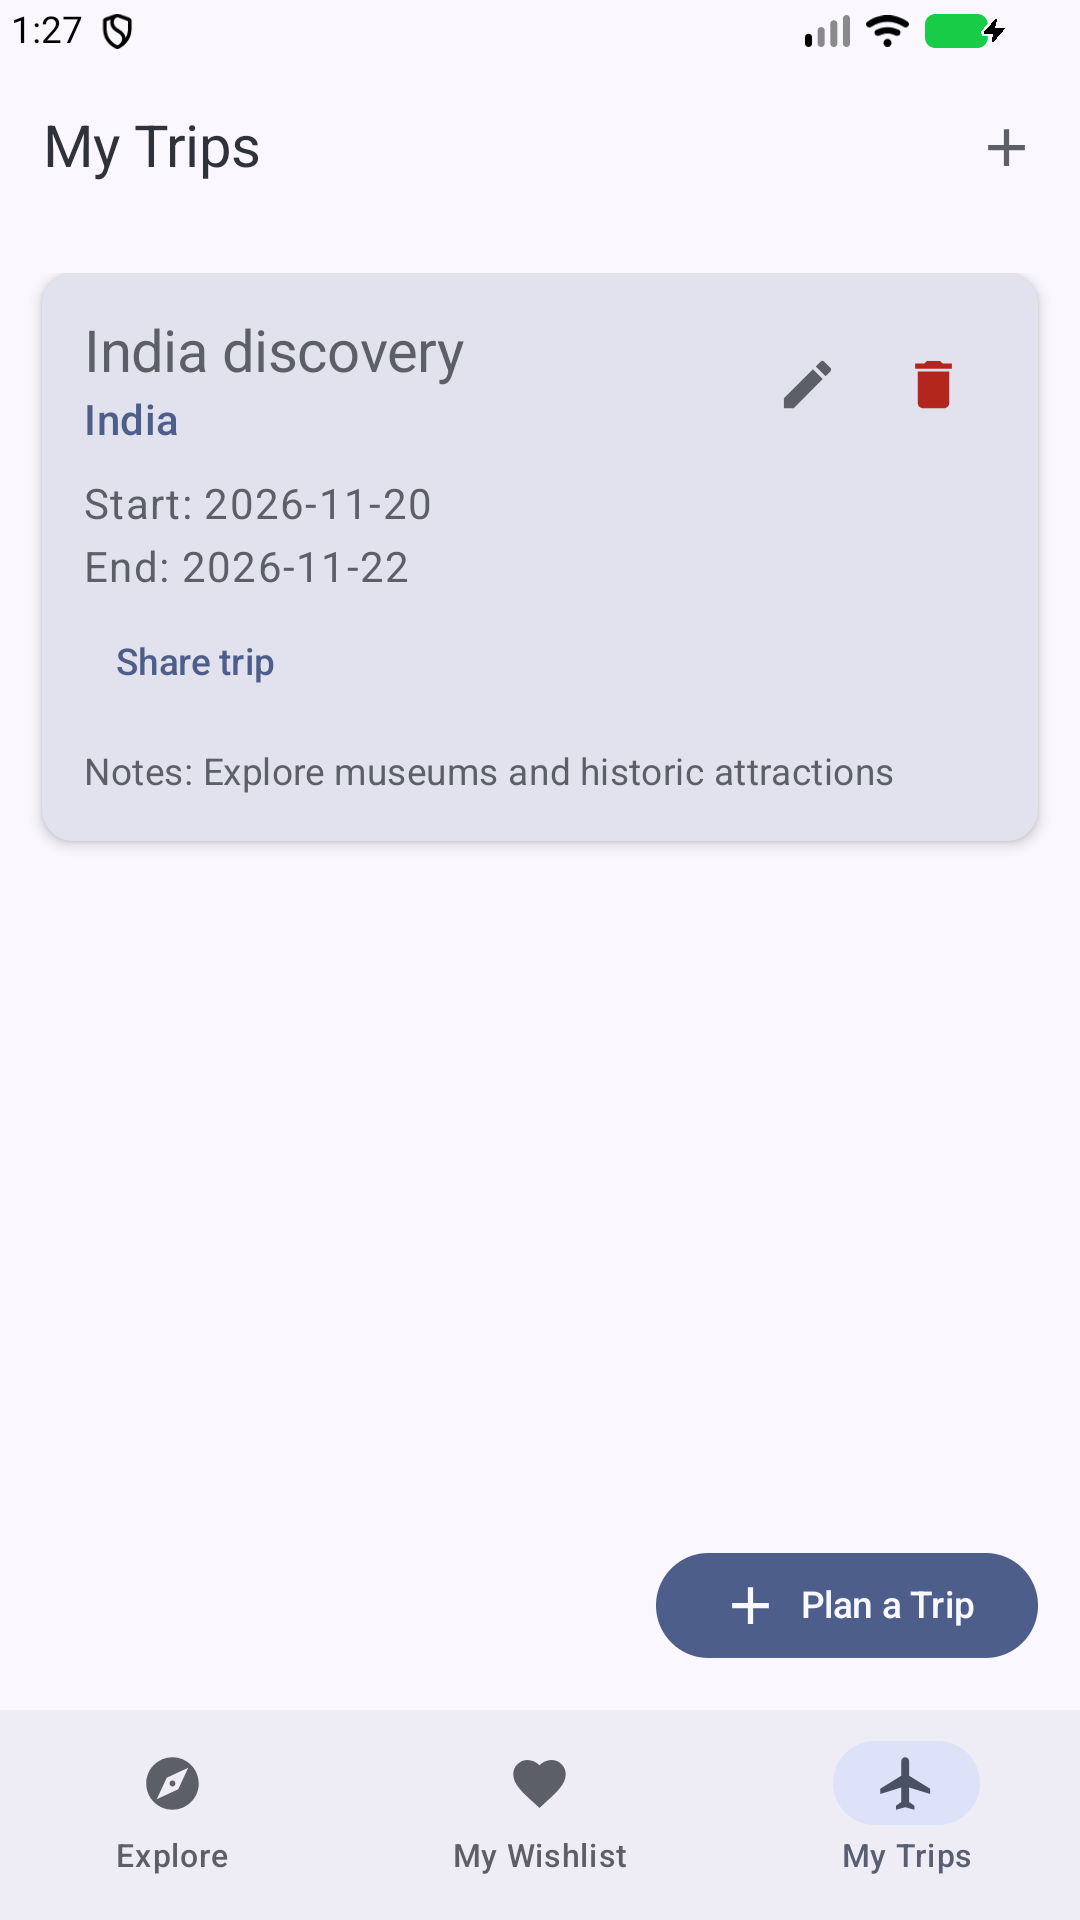 1:27
My Trips
India discovery
India
Start: 2026-11-20
End: 2026-11-22
Share trip
Notes: Explore museums and historic attractions
Plan a Trip
Explore
My Wishlist
My Trips